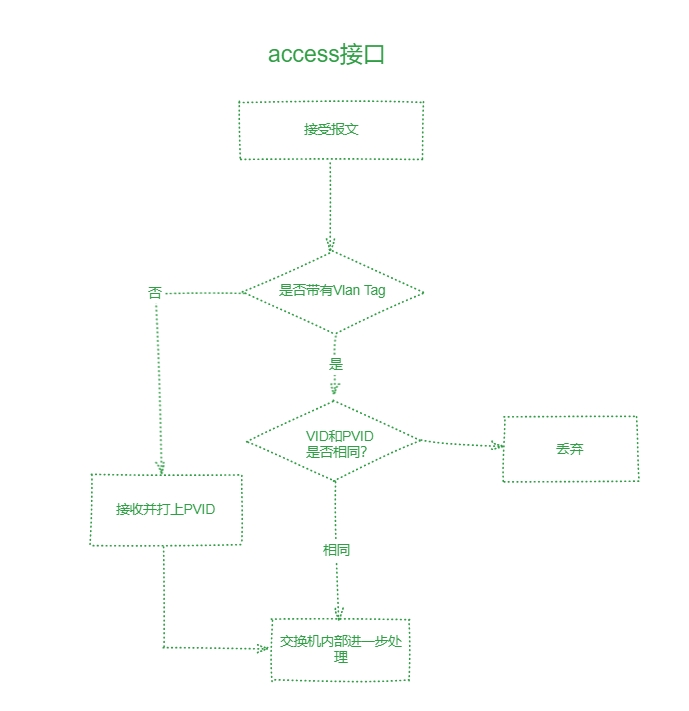 access接口
接受报文
是否带有Vlan Tag
否
是
VID和PVID
是否相同?
丢弃
接收并打上PVID
相同
交换机内部进一步处
理